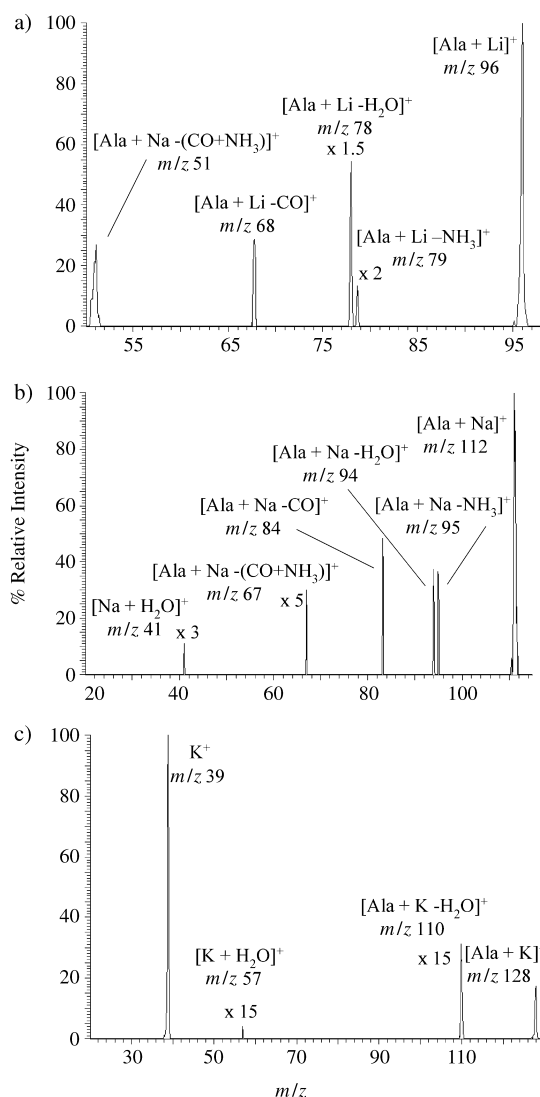 a)
100
80
60
40
20
0
[Ala + Li]⁺
m/z 96
[Ala + Li -H₂O]⁺
m/z 78
x 1.5
[Ala + Na -(CO+NH₃)]⁺
m/z 51
[Ala + Li -CO]⁺
m/z 68
[Ala + Li –NH₃]⁺
m/z 79
x 2
55 65 75 85 95
b)
% Relative Intensity
100
80
60
40
20
0
[Ala + Na]⁺
m/z 112
[Ala + Na -H₂O]⁺
m/z 94
[Ala + Na -CO]⁺
m/z 84
[Ala + Na -NH₃]⁺
m/z 95
[Ala + Na -(CO+NH₃)]⁺
m/z 67
x 5
[Na + H₂O]⁺
m/z 41
x 3
20 40 60 80 100
c)
100
80
60
40
20
0
K⁺
m/z 39
[Ala + K -H₂O]⁺
m/z 110
x 15
[K + H₂O]⁺
m/z 57
x 15
[Ala + K]
m/z 128
30 50 70 90 110
m/z